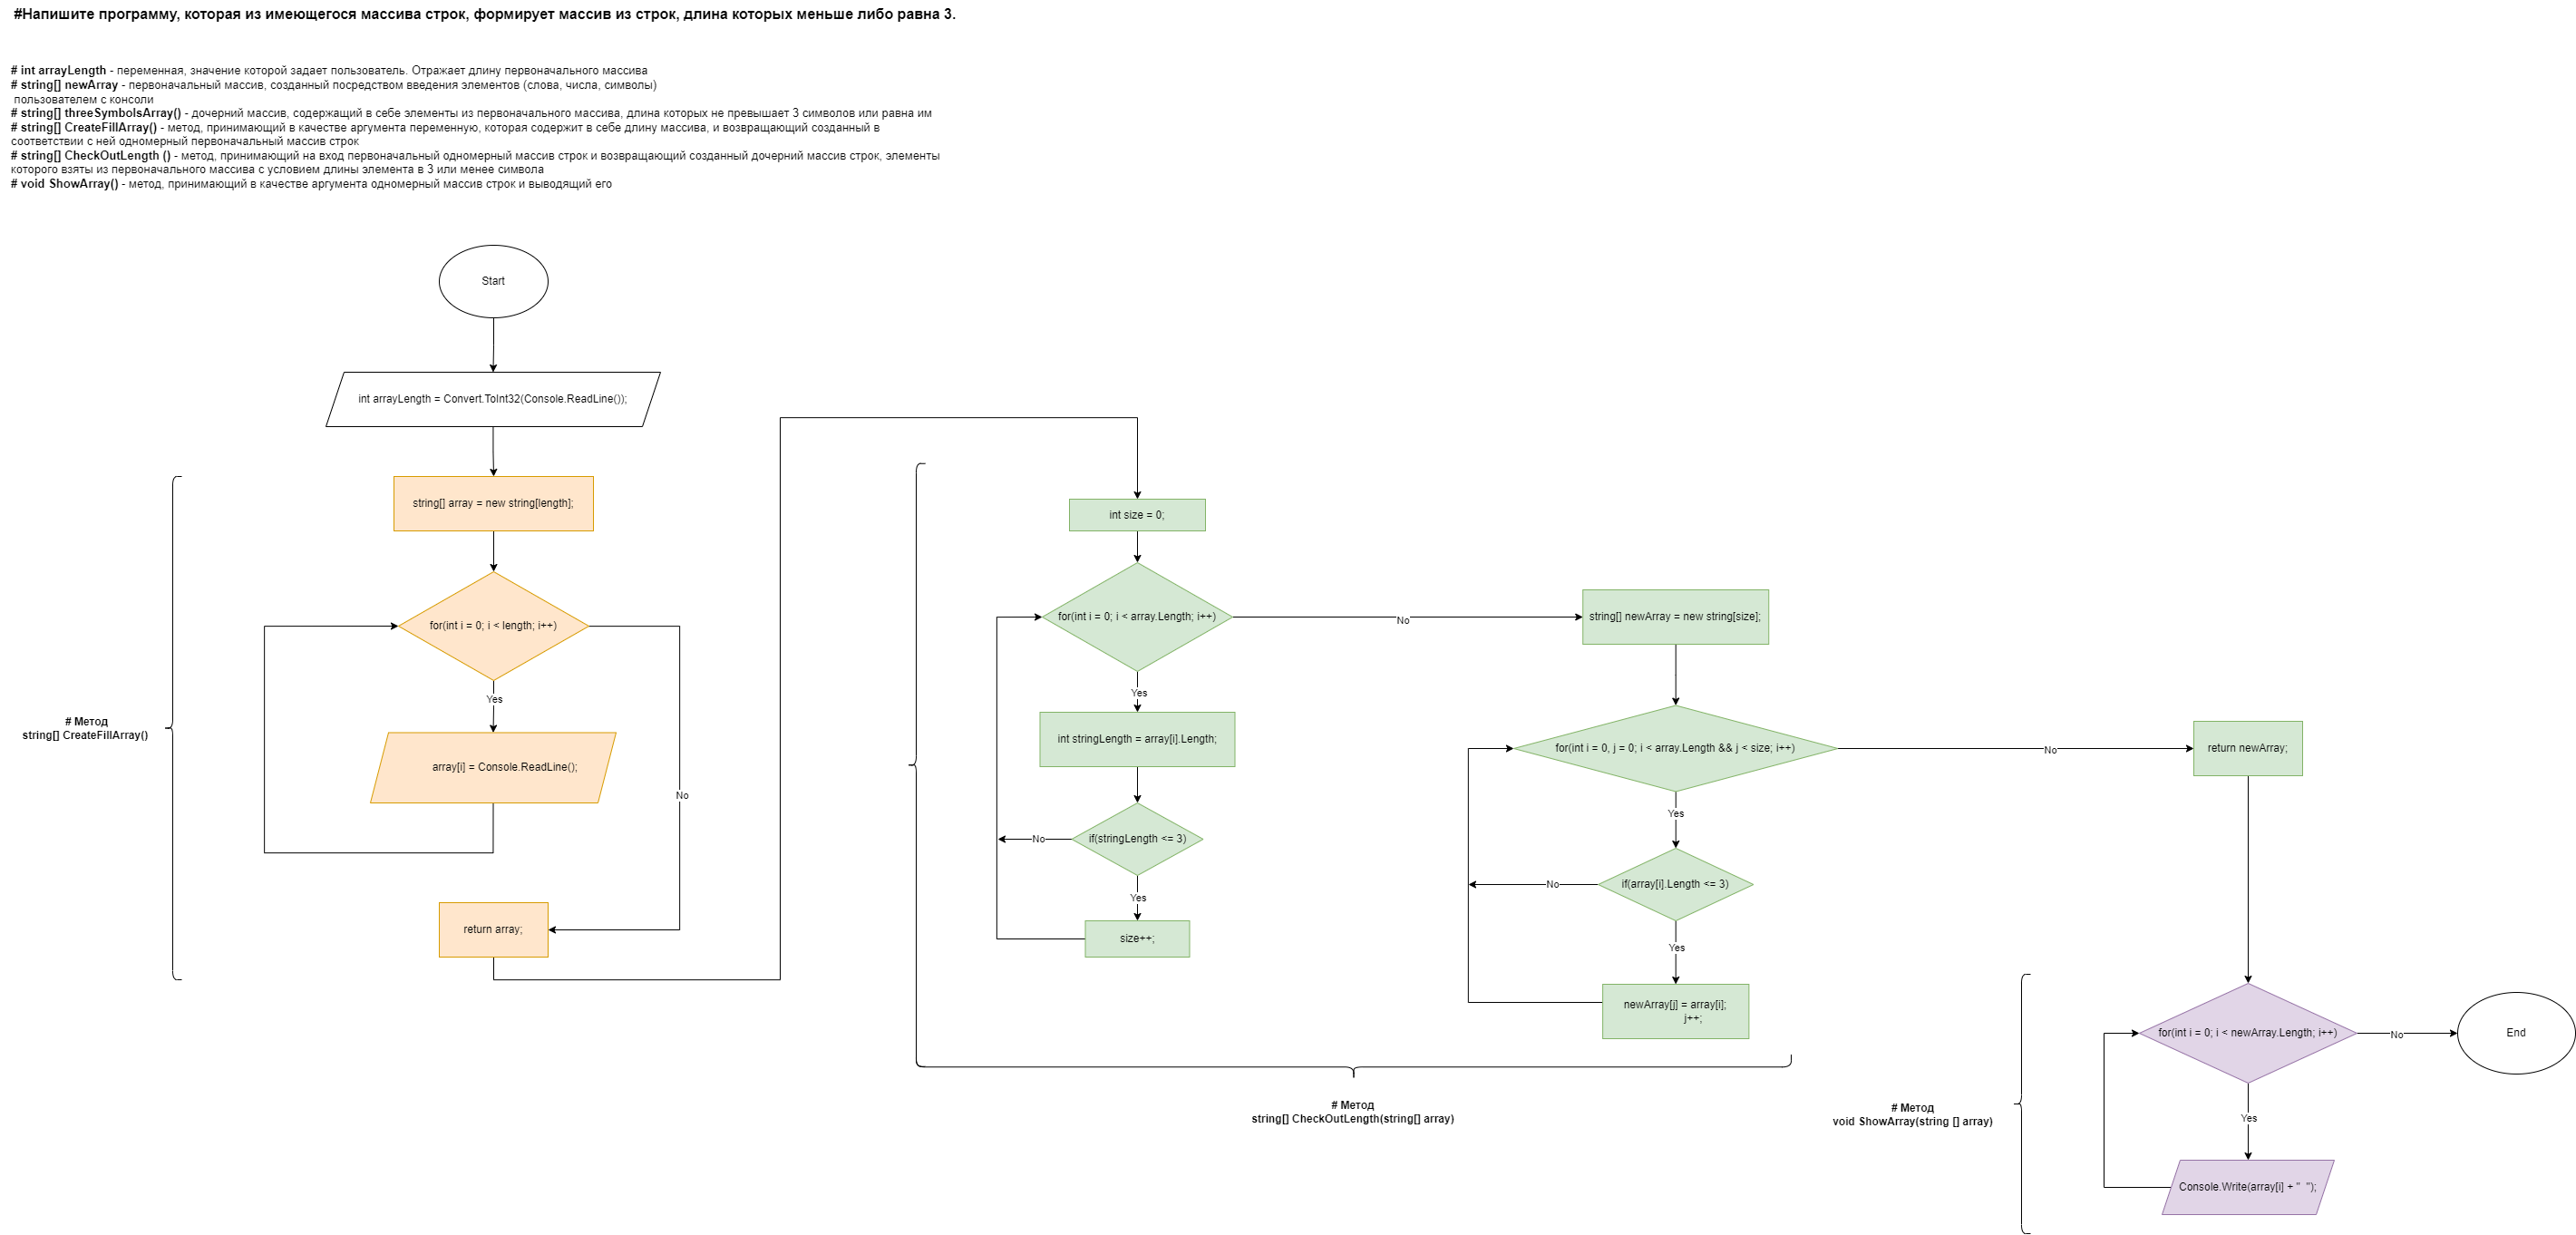 #Напишите программу, которая из имеющегося массива строк, формирует массив из строк, длина которых меньше либо равна 3.
# int arrayLength - переменная, значение которой задает пользователь. Отражает длину первоначального массива
# string[] newArray - первоначальный массив, созданный посредством введения элементов (слова, числа, символы)
пользователем с консоли
# string[] threeSymbolsArray() - дочерний массив, содержащий в себе элементы из первоначального массива, длина которых не превышает 3 символов или равна им
# string[] CreateFillArray() - метод, принимающий в качестве аргумента переменную, которая содержит в себе длину массива, и возвращающий созданный в
соответствии с ней одномерный первоначальный массив строк
# string[] CheckOutLength () - метод, принимающий на вход первоначальный одномерный массив строк и возвращающий созданный дочерний массив строк, элементы
которого взяты из первоначального массива с условием длины элемента в 3 или менее символа
# void ShowArray() - метод, принимающий в качестве аргумента одномерный массив строк и выводящий его
Start
int arrayLength = Convert.ToInt32(Console.ReadLine());
string[] array = new string[length];
for(int i = 0; i < length; i++)
Yes
array[i] = Console.ReadLine();
No
return array;
# Метод
string[] CreateFillArray()
int size = 0;
for(int i = 0; i < array.Length; i++)
No
Yes
int stringLength = array[i].Length;
if(stringLength <= 3)
No
Yes
size++;
string[] newArray = new string[size];
for(int i = 0, j = 0; i < array.Length && j < size; i++)
No
Yes
if(array[i].Length <= 3)
No
Yes
newArray[j] = array[i];
j++;
# Метод
string[] CheckOutLength(string[] array)
return newArray;
for(int i = 0; i < newArray.Length; i++)
No
End
Yes
Console.Write(array[i] + "  ");
# Метод
void ShowArray(string [] array)